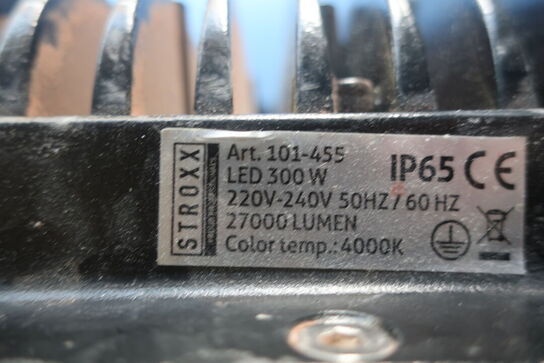 STROXX
Art. 101-455
LED 300 W
220V-240V 50HZ / 60 HZ
27000 LUMEN
Color temp.: 4000K
IP65 CE